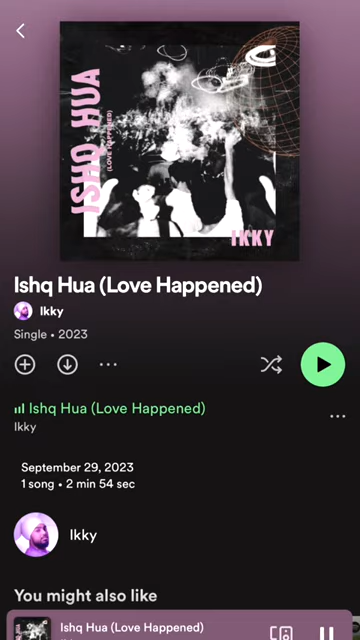 ISHQ HUA
(LOVE HAPPENED)
IKKY
Ishq Hua (Love Happened)
Ikky
Single • 2023
Ishq Hua (Love Happened)
Ikky
September 29, 2023
1 song • 2 min 54 sec
Ikky
You might also like
Ishq Hua (Love Happened)